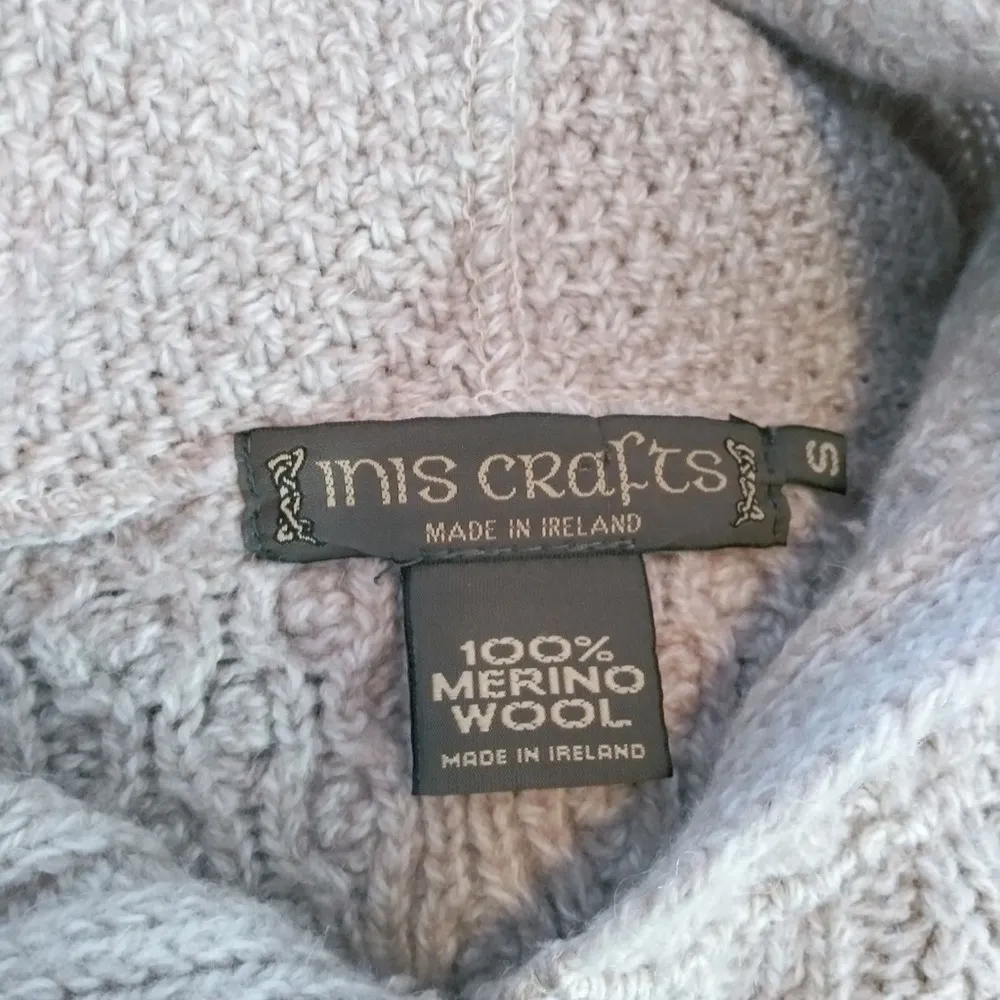 INIS CRAFTS
MADE IN IRELAND
S
100%
MERINO
WOOL
MADE IN IRELAND